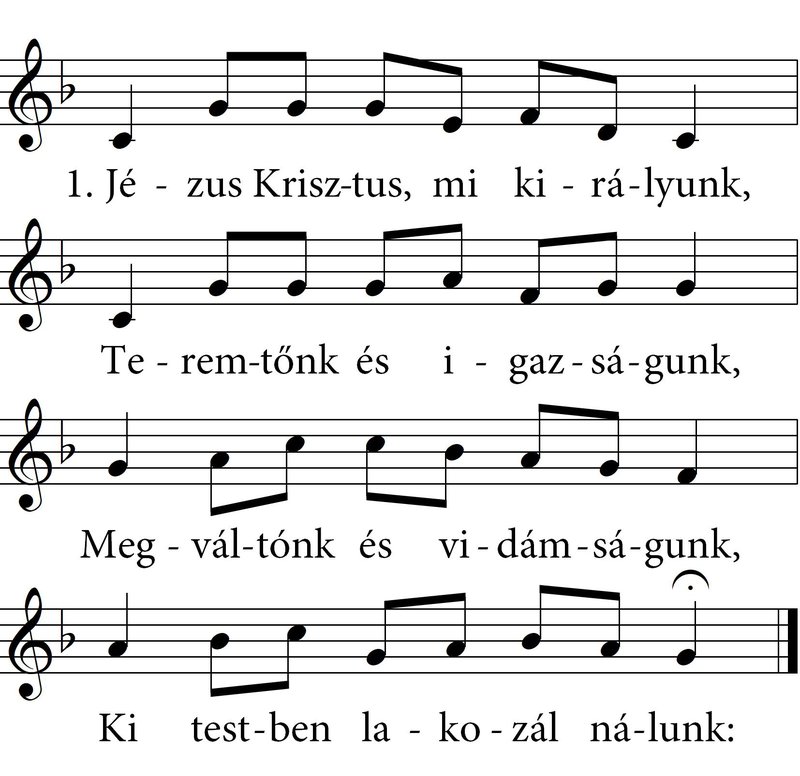 1. Jé - zus Krisz-tus, mi ki - rá-lyunk,
Te - rem-tőnk és i - gaz-sá-gunk,
Meg - vál-tónk és vi-dám-sá-gunk,
Ki test-ben la - ko - zál ná-lunk: